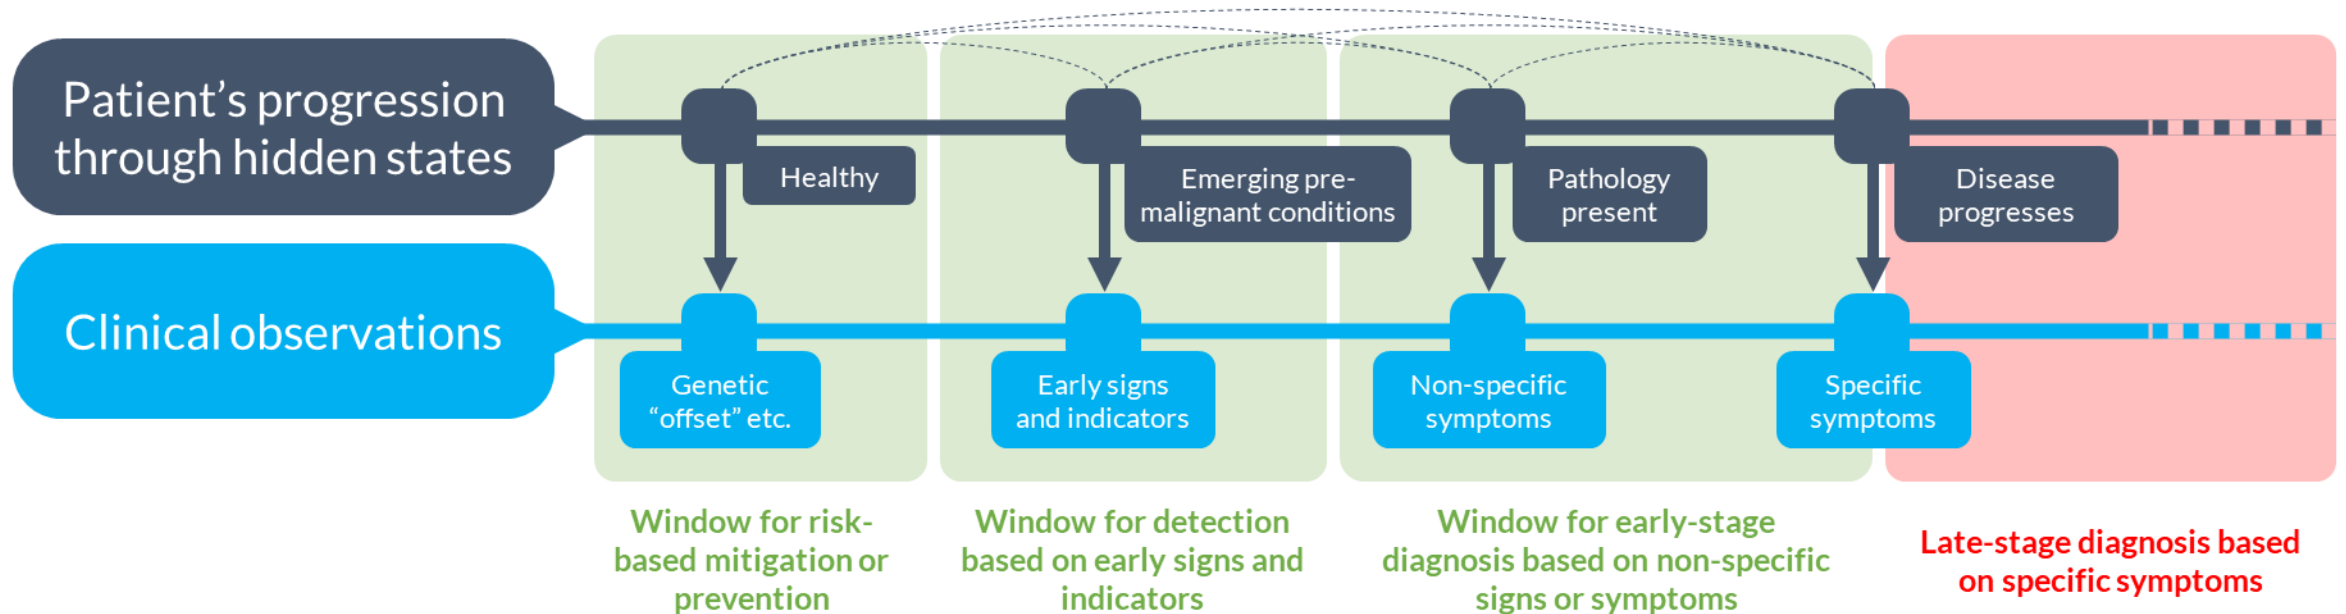 Patient’s progression
through hidden states
Healthy
Emerging pre-
malignant conditions
Pathology
present
Disease
progresses
Clinical observations
Genetic
“offset” etc.
Early signs
and indicators
Non-specific
symptoms
Specific
symptoms
Window for risk-
based mitigation or
prevention
Window for detection
based on early signs and
indicators
Window for early-stage
diagnosis based on non-specific
signs or symptoms
Late-stage diagnosis based
on specific symptoms